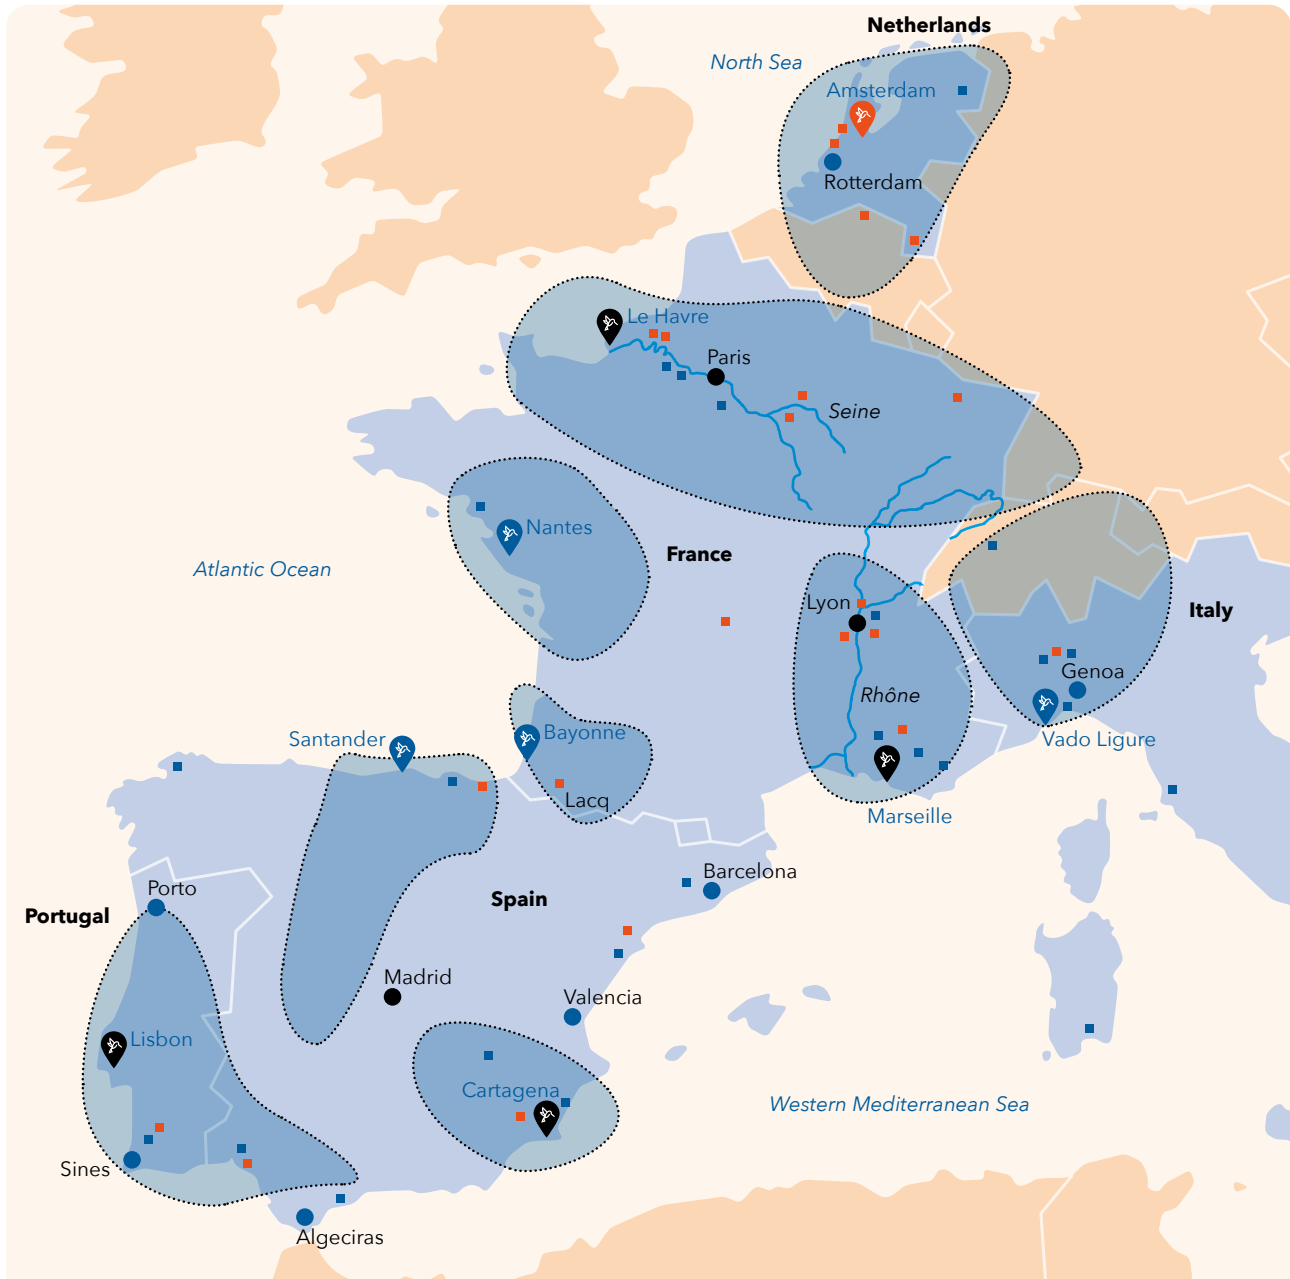 Netherlands
North Sea
Amsterdam
Rotterdam
Le Havre
Paris
Seine
Nantes
France
Atlantic Ocean
Lyon
Italy
Genoa
Rhône
Santander
Bayonne
Vado Ligure
Lacq
Marseille
Barcelona
Porto
Spain
Portugal
Madrid
Valencia
Lisbon
Cartagena
Western Mediterranean Sea
Sines
Algeciras